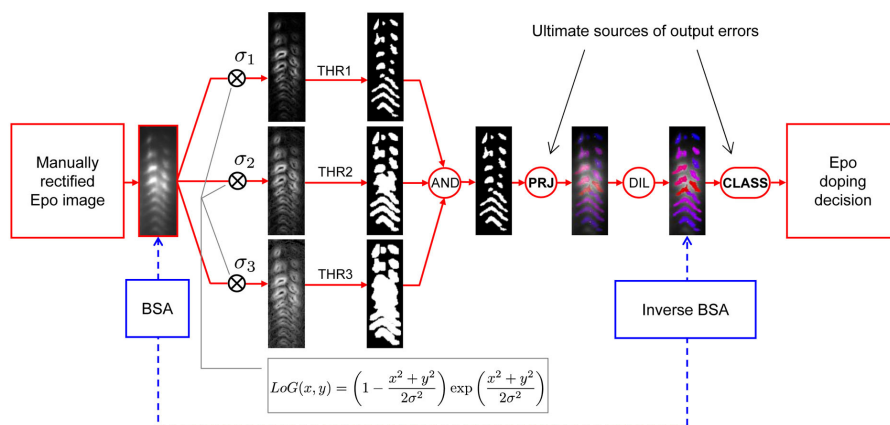 Ultimate sources of output errors
σ1
THR1
Manually
rectified
Epo image
σ2
THR2
AND
PRJ
DIL
CLASS
Epo
doping
decision
σ3
THR3
BSA
Inverse BSA
LoG(x, y) = (1 − (x² + y²)/(2σ²)) exp((x² + y²)/(2σ²))